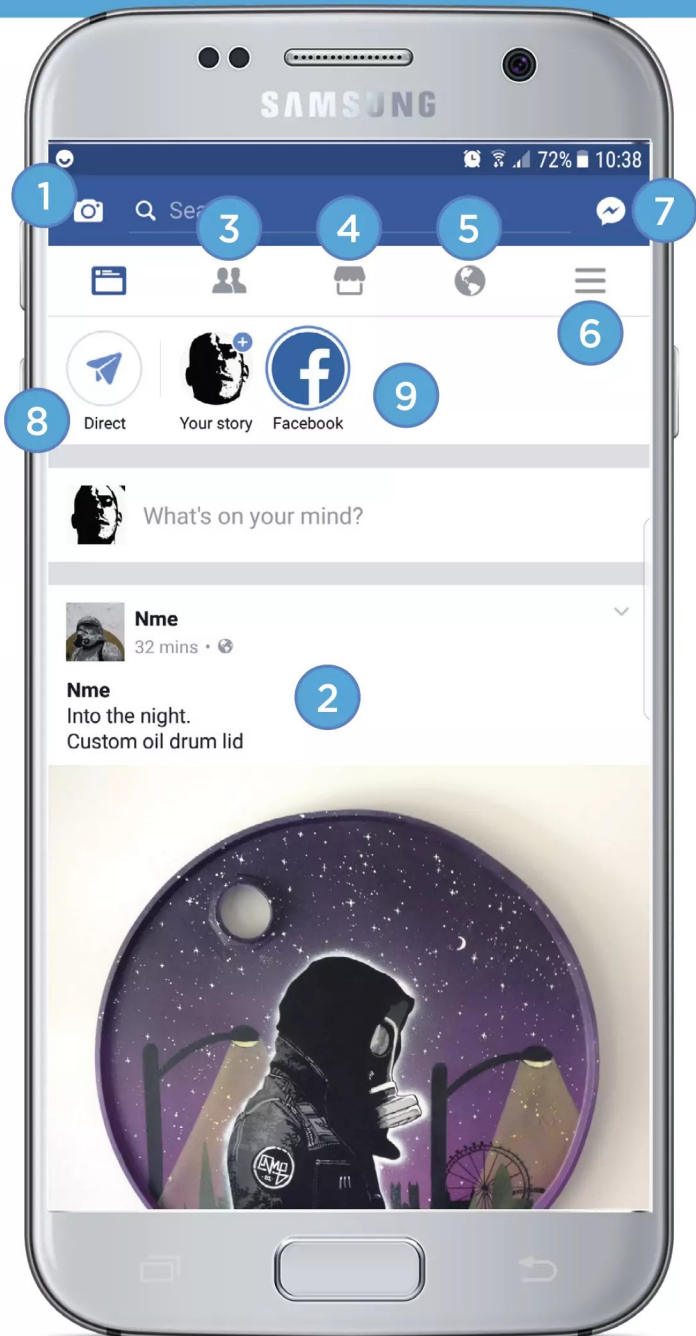 SAMSUNG
72% 10:38
1
7
3
4
5
6
8
Direct
Your story
Facebook
9
What's on your mind?
Nme
32 mins •
Nme
2
Into the night.
Custom oil drum lid